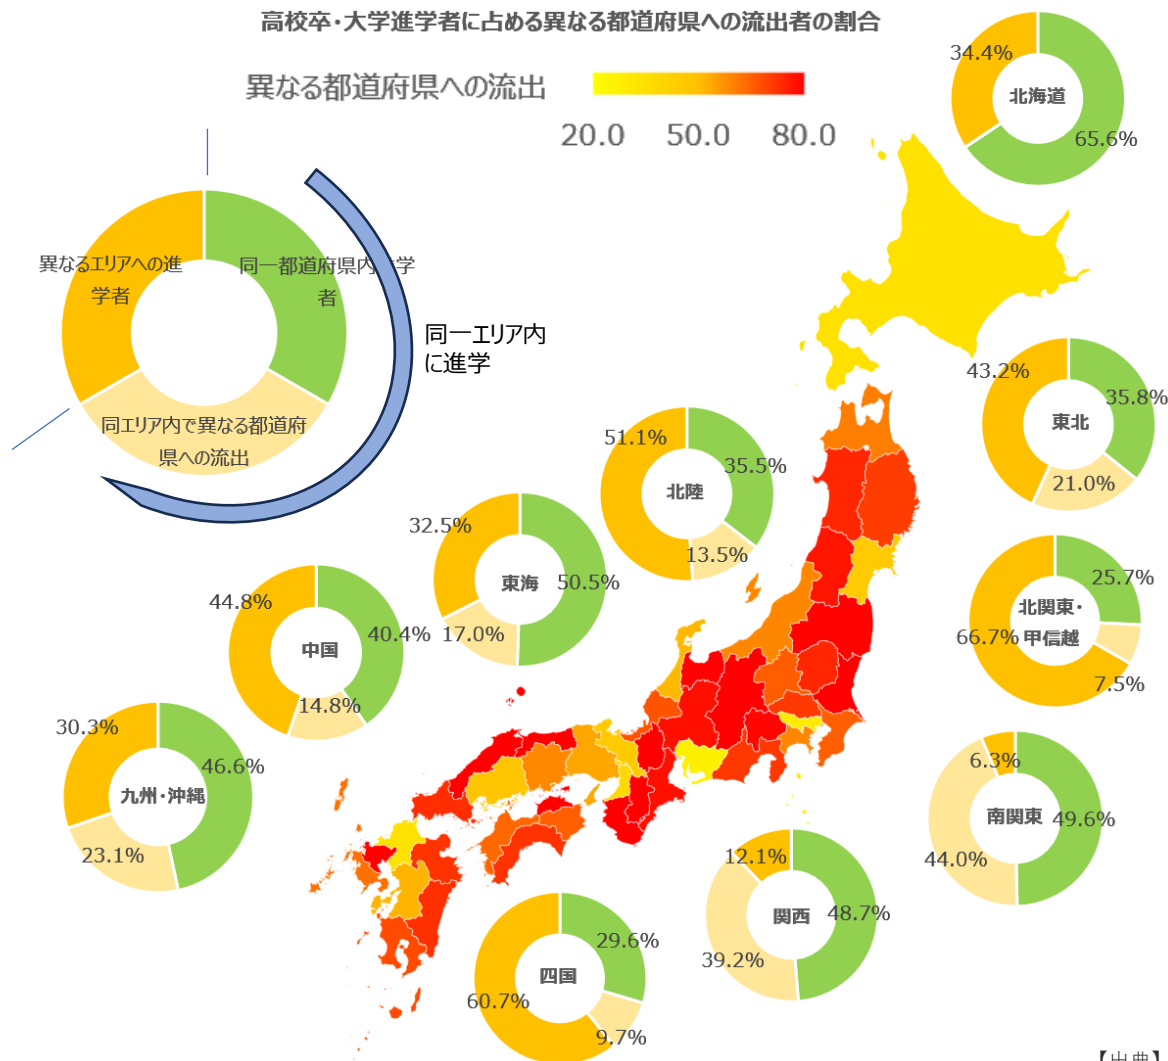 高校卒・大学進学者に占める異なる都道府県への流出者の割合
異なる都道府県への流出
20.0 50.0 80.0
34.4%
北海道
65.6%
異なるエリアへの進
学者
同一都道府県内 学
者
同一エリア内
に進学
同エリア内で異なる都道府
県への流出
43.2%
35.8%
東北
21.0%
51.1%
35.5%
北陸
13.5%
32.5%
東海
50.5%
17.0%
25.7%
北関東・
甲信越
66.7%
7.5%
44.8%
40.4%
中国
14.8%
30.3%
46.6%
九州・沖縄
23.1%
6.3%
南関東
49.6%
44.0%
12.1%
関西
48.7%
39.2%
29.6%
四国
60.7%
9.7%
【出典】